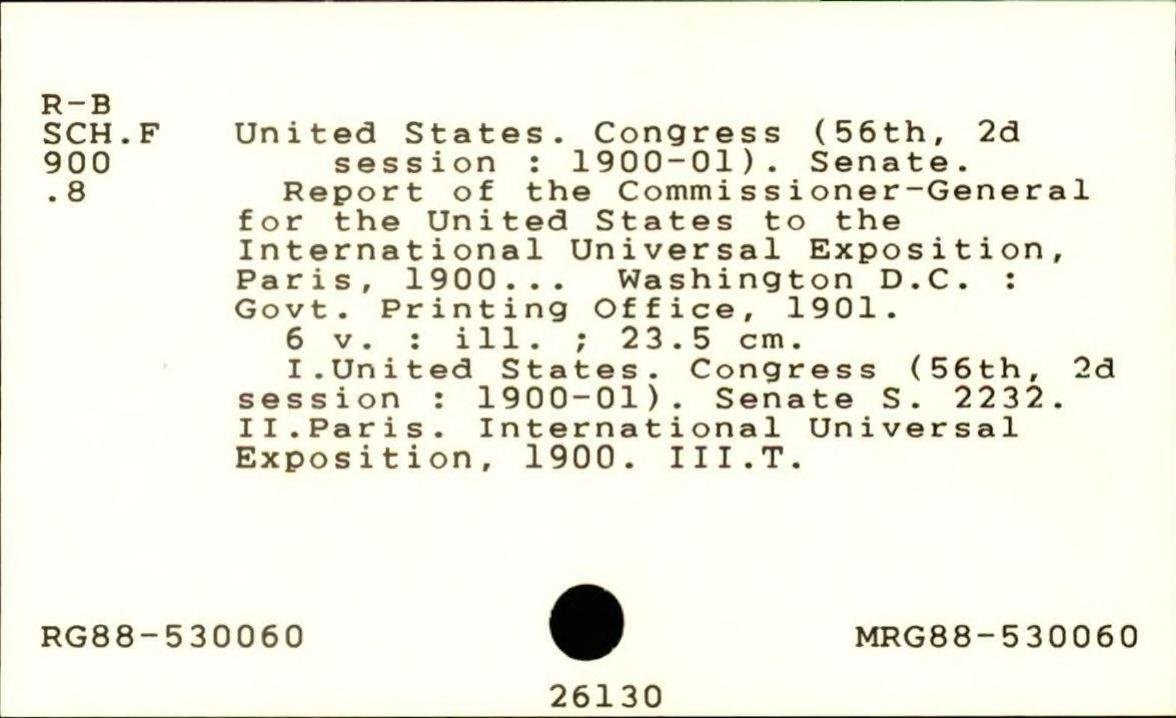 R-B
SCH.F United States. Congress (56th, 2d
900 session : 1900-01). Senate.
.8 Report of the Commissioner-General
for the United States to the
International Universal Exposition,
Paris, 1900... Washington D.C. :
Govt. Printing Office, 1901.
6 v. : ill. ; 23.5 cm.
I.United States. Congress (56th, 2d
session : 1900-01). Senate S. 2232.
II.Paris. International Universal
Exposition, 1900. III.T.
RG88-530060 MRG88-530060
26130